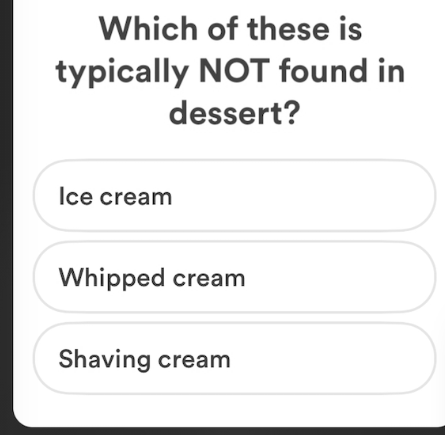 Which of these is
typically NOT found in
dessert?
Ice cream
Whipped cream
Shaving cream